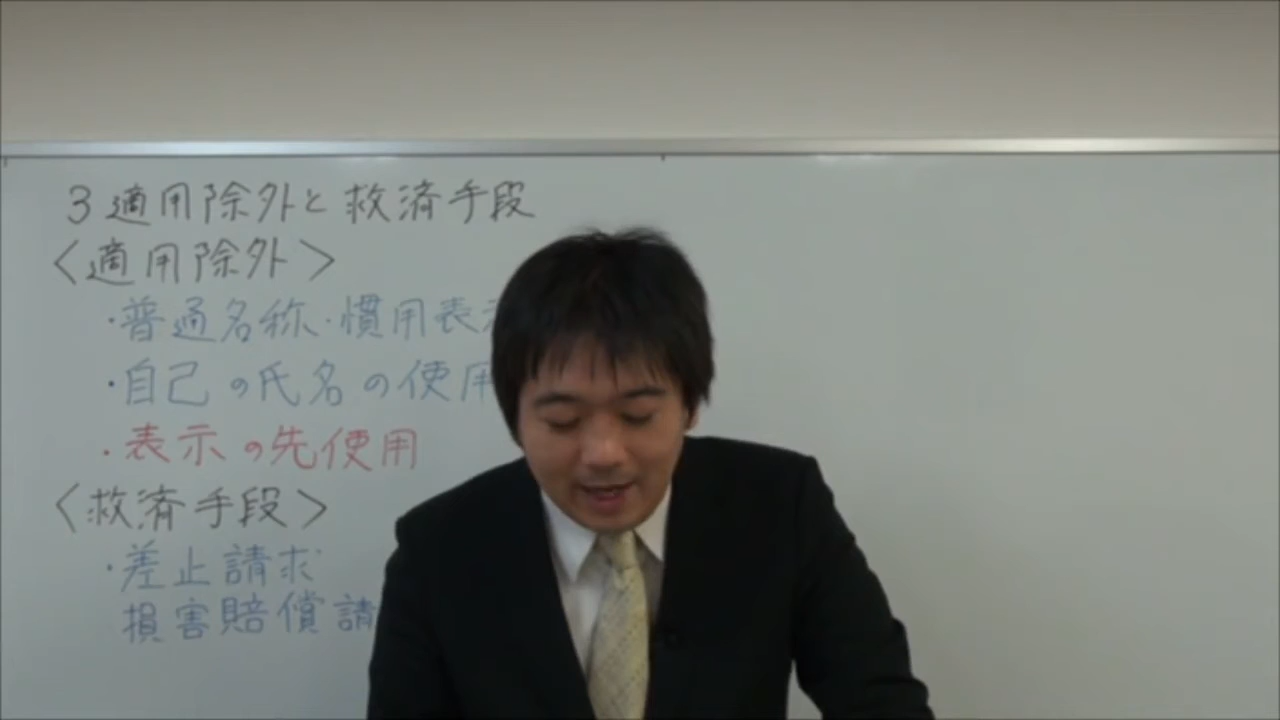 3 適用除外と救済手段
〈適用除外〉
・普通名称・慣用表示
・自己の氏名の使用
・表示の先使用
〈救済手段〉
・差止請求
損害賠償請